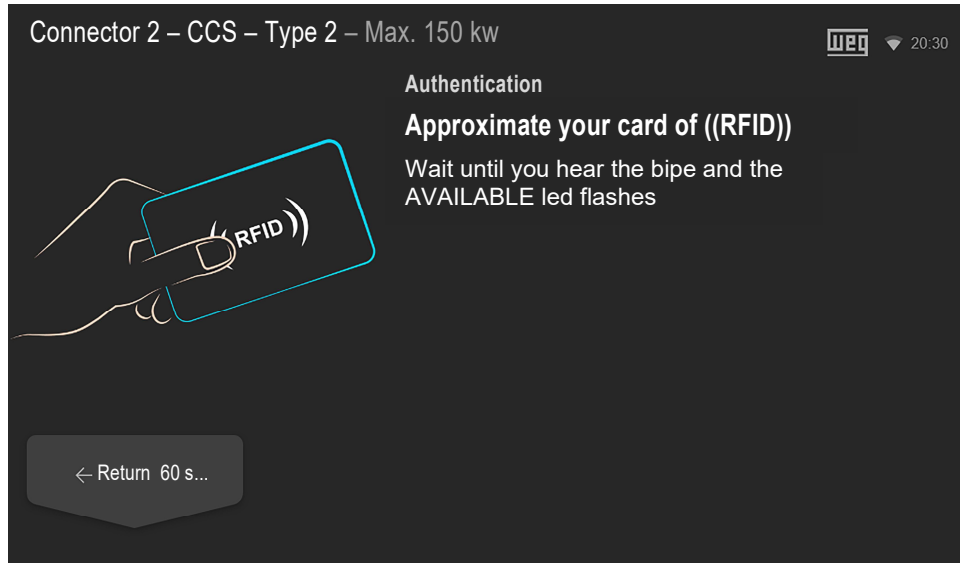 Connector 2 – CCS – Type 2 – Max. 150 kw
WEG
20:30
Authentication
Approximate your card of ((RFID))
Wait until you hear the bipe and the
AVAILABLE led flashes
((RFID))
← Return 60 s...